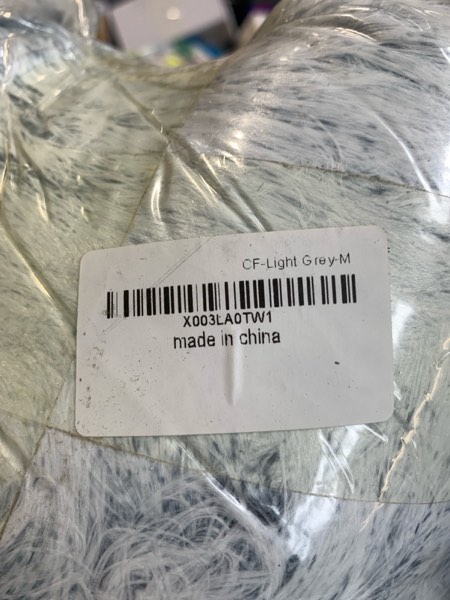 CF-Light Grey-M
X003LA0TW1
made in china